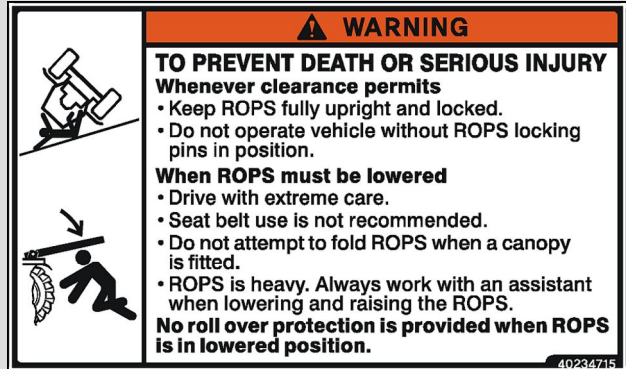 WARNING
TO PREVENT DEATH OR SERIOUS INJURY
Whenever clearance permits
• Keep ROPS fully upright and locked.
• Do not operate vehicle without ROPS locking
pins in position.
When ROPS must be lowered
• Drive with extreme care.
• Seat belt use is not recommended.
• Do not attempt to fold ROPS when a canopy
is fitted.
• ROPS is heavy. Always work with an assistant
when lowering and raising the ROPS.
No roll over protection is provided when ROPS
is in lowered position.
40234715